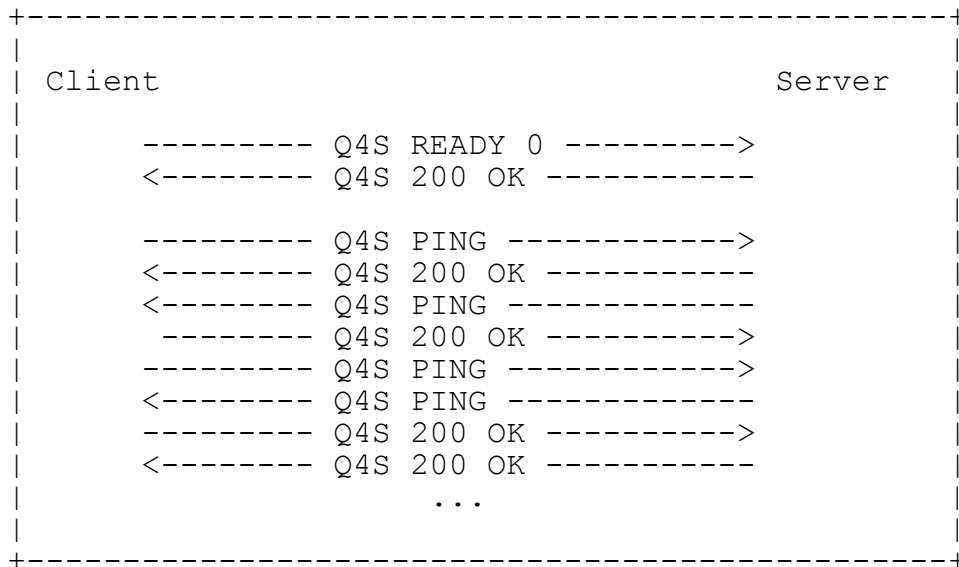 +------------------------------------------------+
|                                                |
| Client                                Server   |
|                                                |
|      --------- Q4S READY 0 --------->          |
|      <-------- Q4S 200 OK -----------          |
|                                                |
|      --------- Q4S PING ------------>          |
|      <-------- Q4S 200 OK -----------          |
|      <-------- Q4S PING -------------          |
|       -------- Q4S 200 OK ---------->          |
|      --------- Q4S PING ------------>          |
|      <-------- Q4S PING -------------          |
|      --------- Q4S 200 OK ---------->          |
|      <-------- Q4S 200 OK -----------          |
|                     ...                        |
|                                                |
+------------------------------------------------+